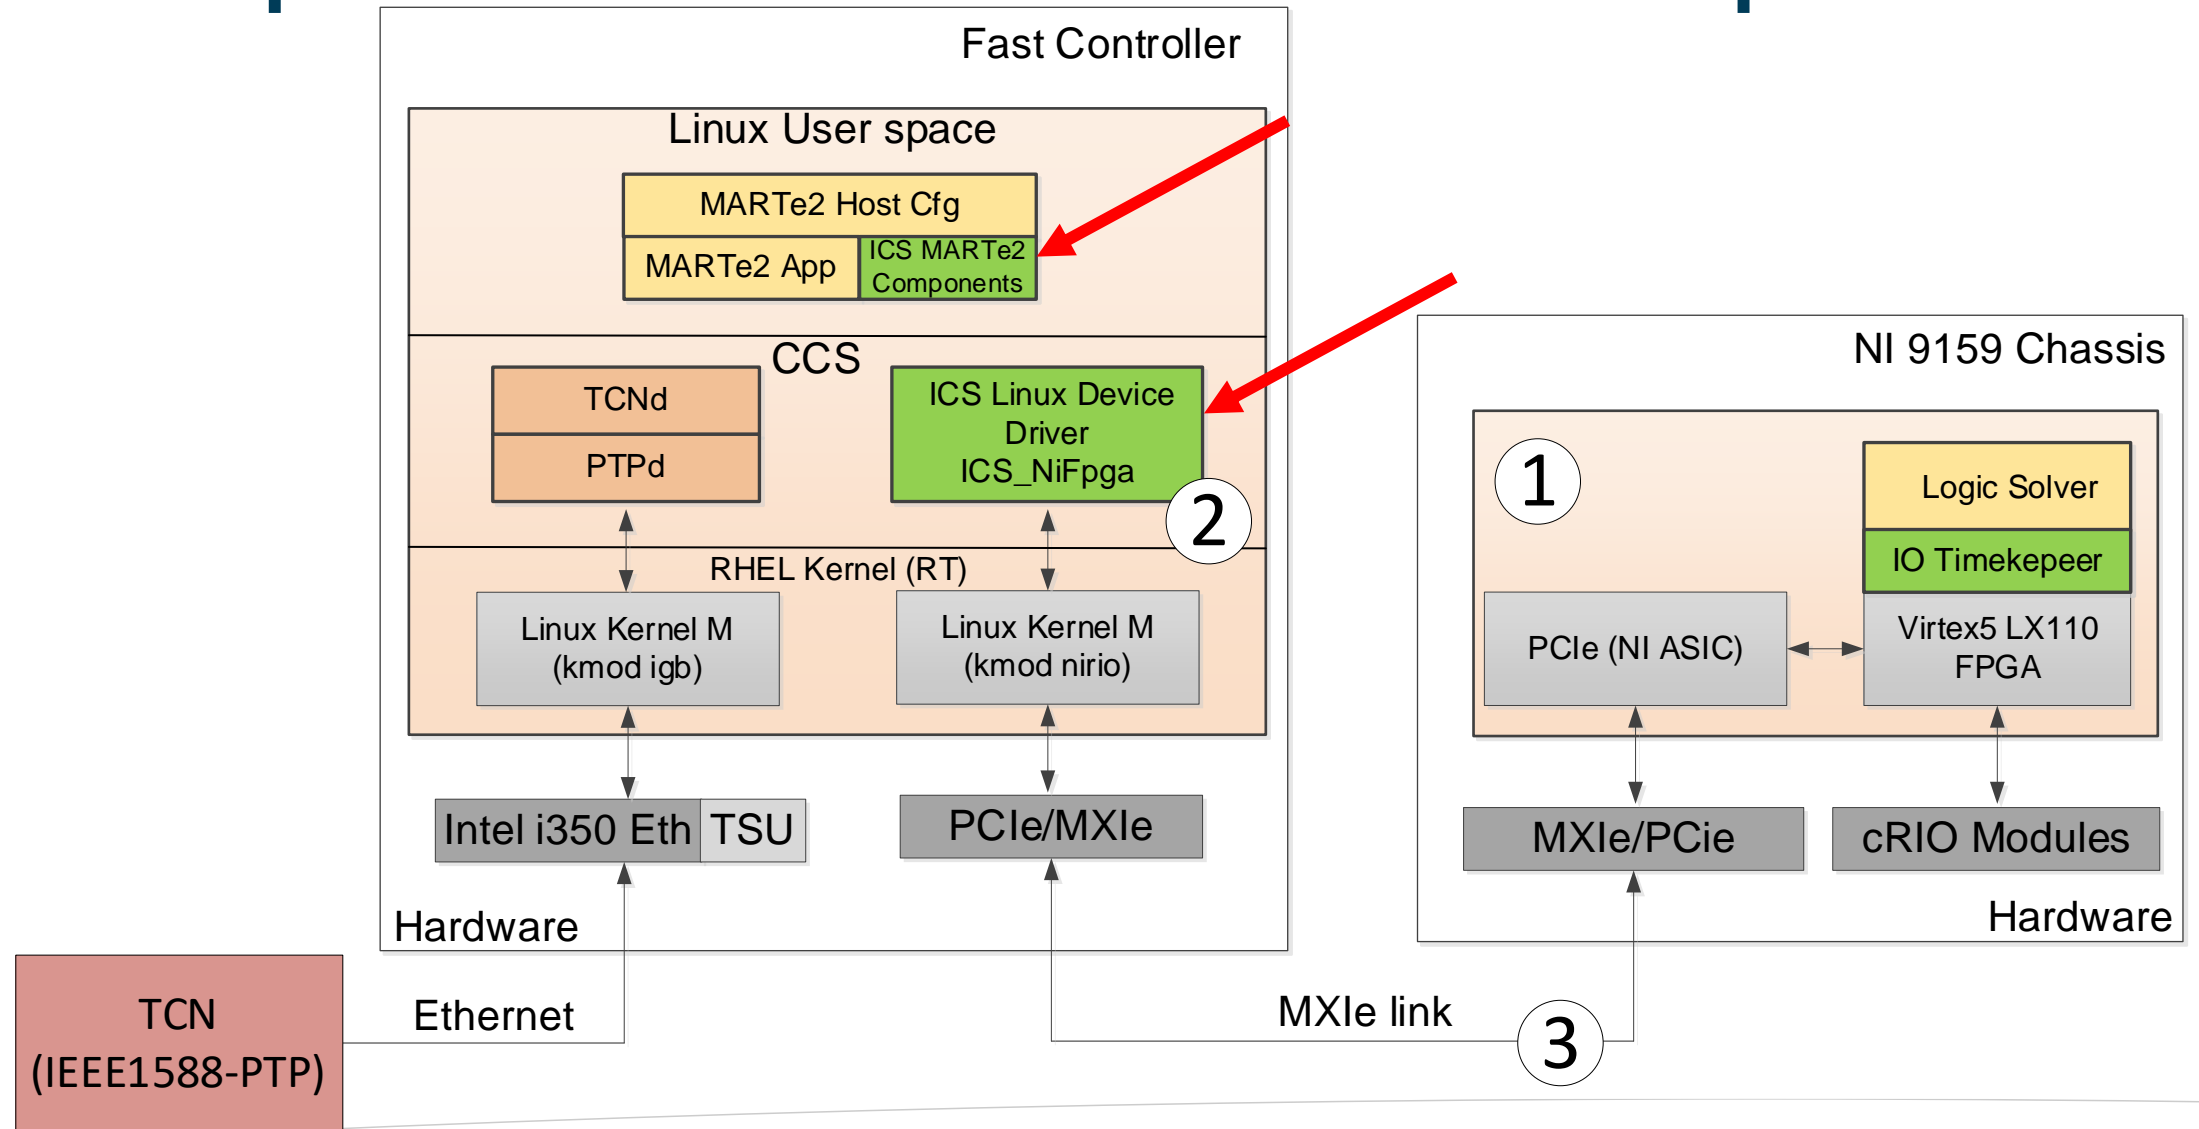 Fast Controller
Linux User space
MARTe2 Host Cfg
MARTe2 App
ICS MARTe2
Components
CCS
TCNd
PTPd
ICS Linux Device
Driver
ICS_NiFpga
2
RHEL Kernel (RT)
Linux Kernel M
(kmod igb)
Linux Kernel M
(kmod nirio)
Intel i350 Eth
TSU
PCIe/MXIe
Hardware
NI 9159 Chassis
1
Logic Solver
IO Timekepeer
PCIe (NI ASIC)
Virtex5 LX110
FPGA
MXIe/PCie
cRIO Modules
Hardware
TCN
(IEEE1588-PTP)
Ethernet
MXIe link
3